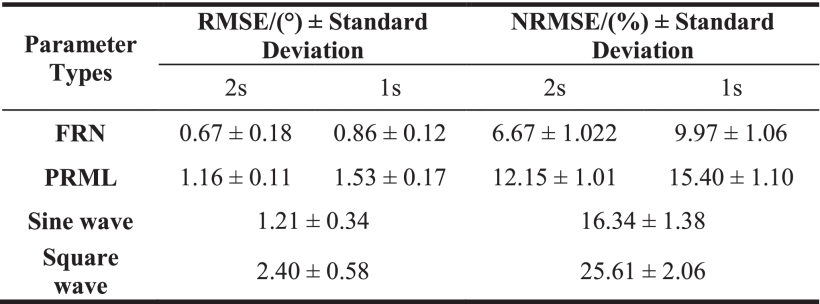 Parameter Types RMSE/(°) ± Standard Deviation NRMSE/(%) ± Standard Deviation
2s 1s 2s 1s
FRN 0.67 ± 0.18 0.86 ± 0.12 6.67 ± 1.022 9.97 ± 1.06
PRML 1.16 ± 0.11 1.53 ± 0.17 12.15 ± 1.01 15.40 ± 1.10
Sine wave 1.21 ± 0.34 16.34 ± 1.38
Square wave 2.40 ± 0.58 25.61 ± 2.06